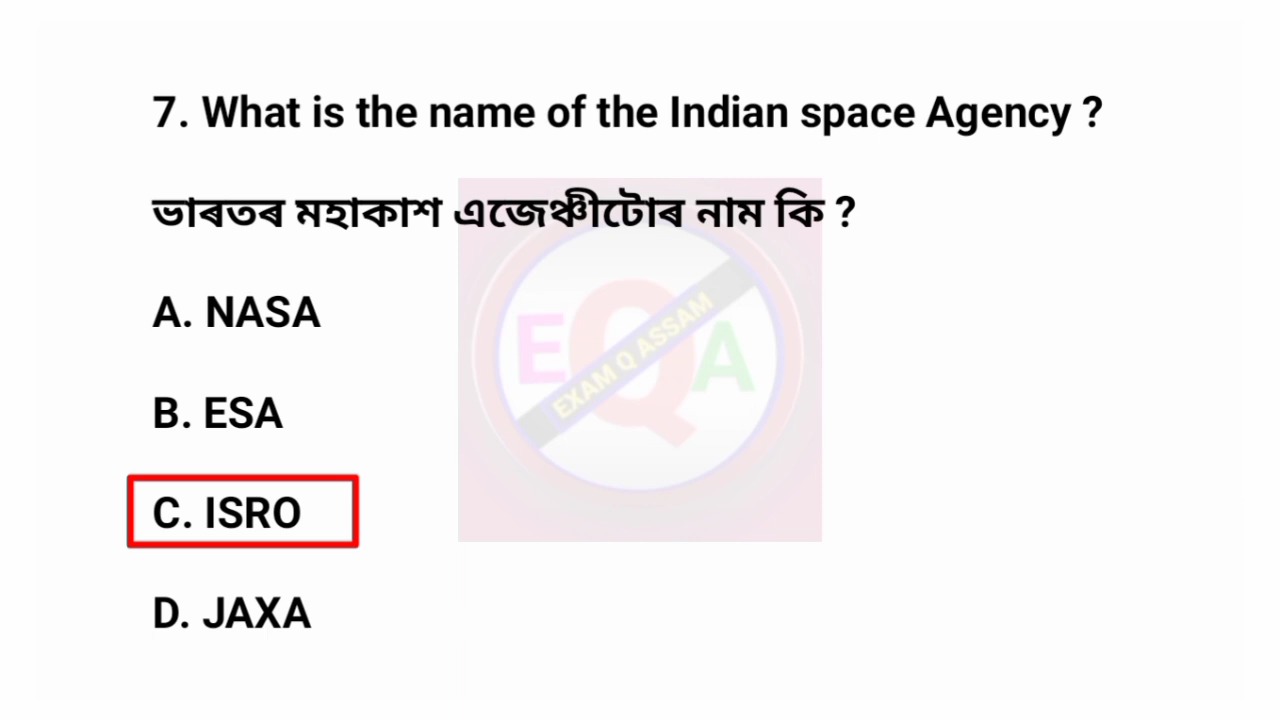 7. What is the name of the Indian space Agency ?
ভাৰতৰ মহাকাশ এজেঞ্চীটোৰ নাম কি ?
E Q A
EXAM Q ASSAM
A. NASA
B. ESA
C. ISRO
D. JAXA